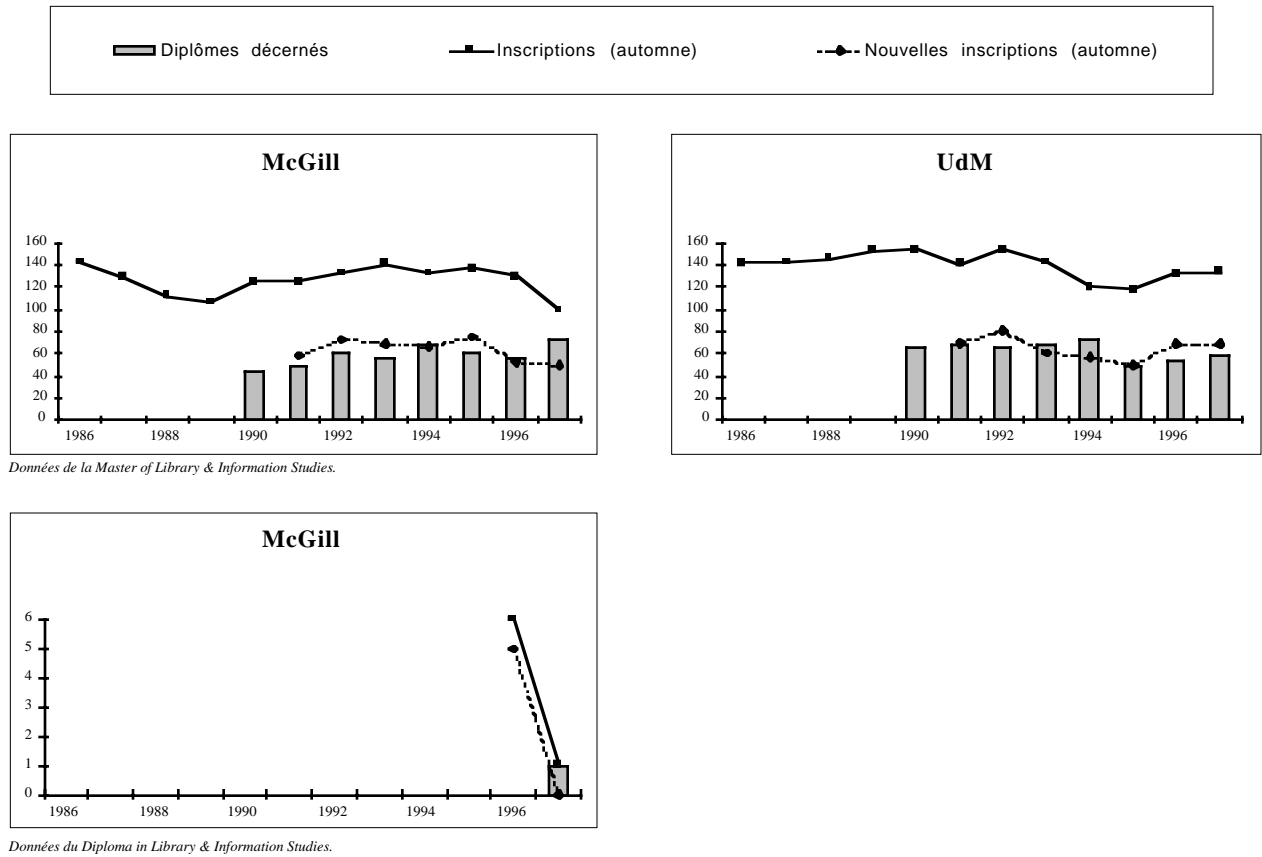 Diplômes décernés Inscriptions (automne) Nouvelles inscriptions (automne)
McGill
160
140
120
100
80
60
40
20
0
1986 1988 1990 1992 1994 1996
Données de la Master of Library & Information Studies.
UdM
160
140
120
100
80
60
40
20
0
1986 1988 1990 1992 1994 1996
McGill
6
5
4
3
2
1
0
1986 1988 1990 1992 1994 1996
Données du Diploma in Library & Information Studies.